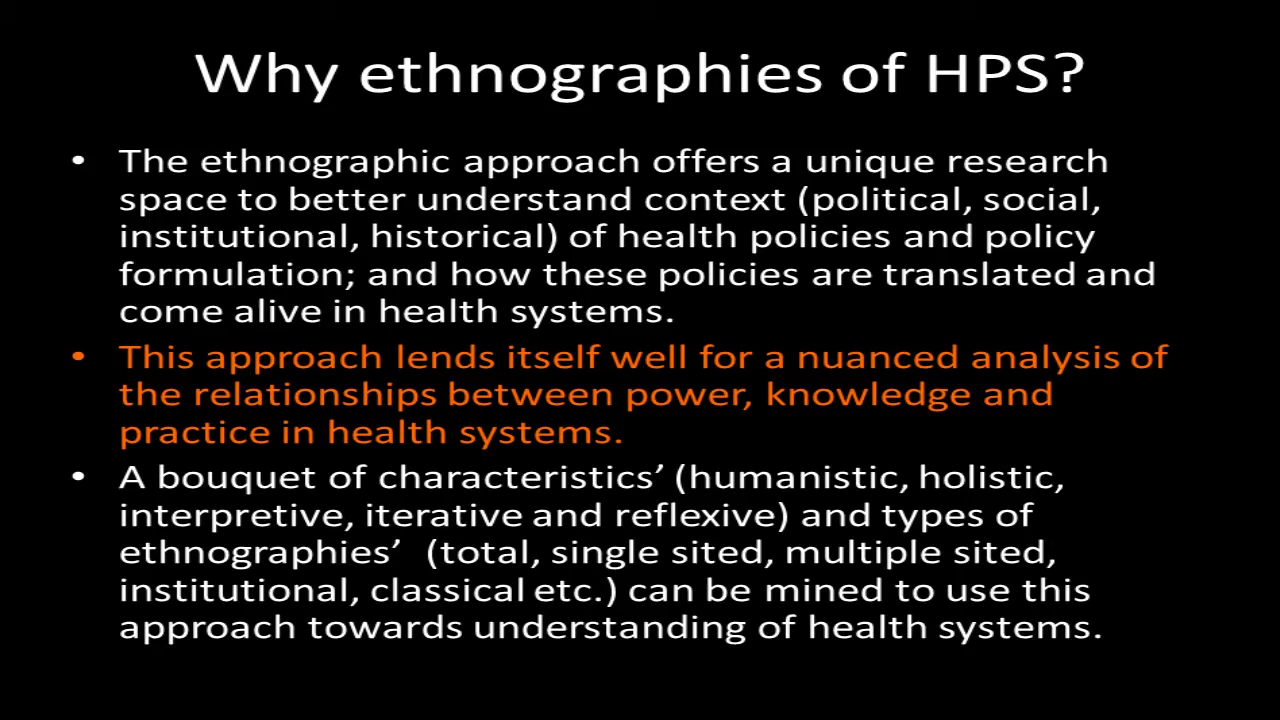 Why ethnographies of HPS?
• The ethnographic approach offers a unique research
space to better understand context (political, social,
institutional, historical) of health policies and policy
formulation; and how these policies are translated and
come alive in health systems.
• This approach lends itself well for a nuanced analysis of
the relationships between power, knowledge and
practice in health systems.
• A bouquet of characteristics’ (humanistic, holistic,
interpretive, iterative and reflexive) and types of
ethnographies’ (total, single sited, multiple sited,
institutional, classical etc.) can be mined to use this
approach towards understanding of health systems.